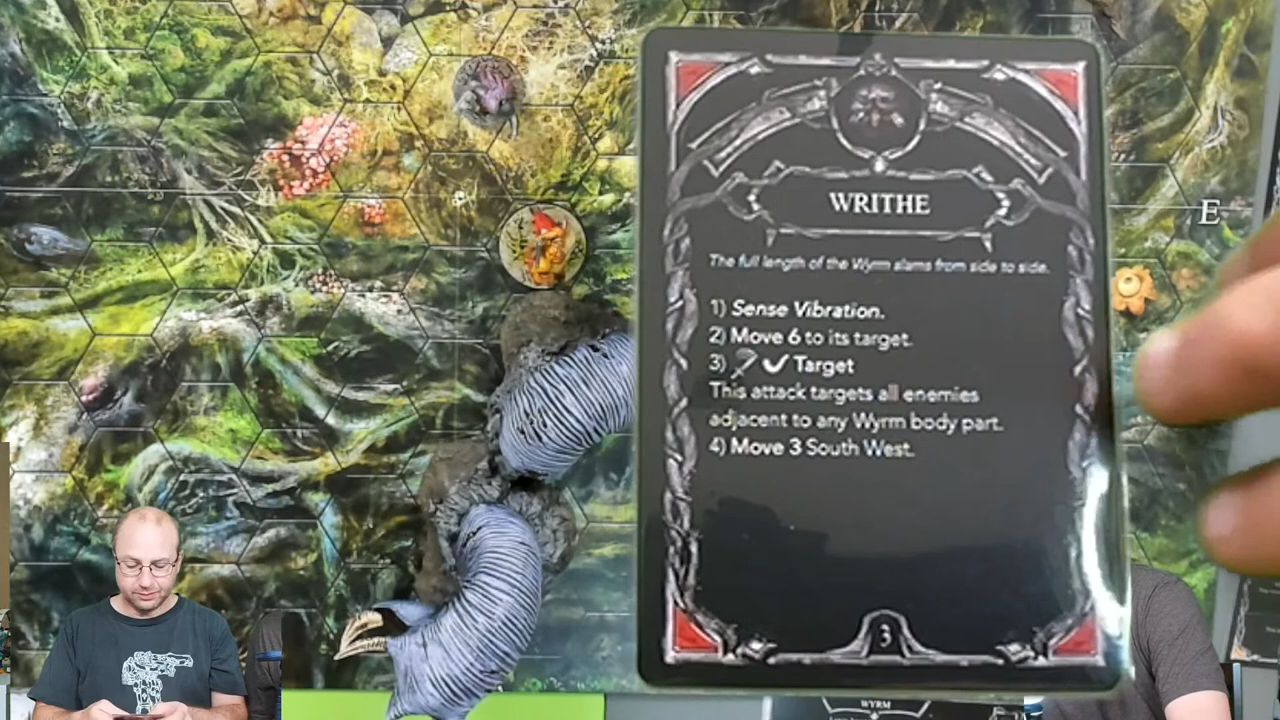 WRITHE
The full length of the Wyrm slams from side to side.
1) Sense Vibration.
2) Move 6 to its target.
3) Target
This attack targets all enemies
adjacent to any Wyrm body part.
4) Move 3 South West.
3
E
WYRM